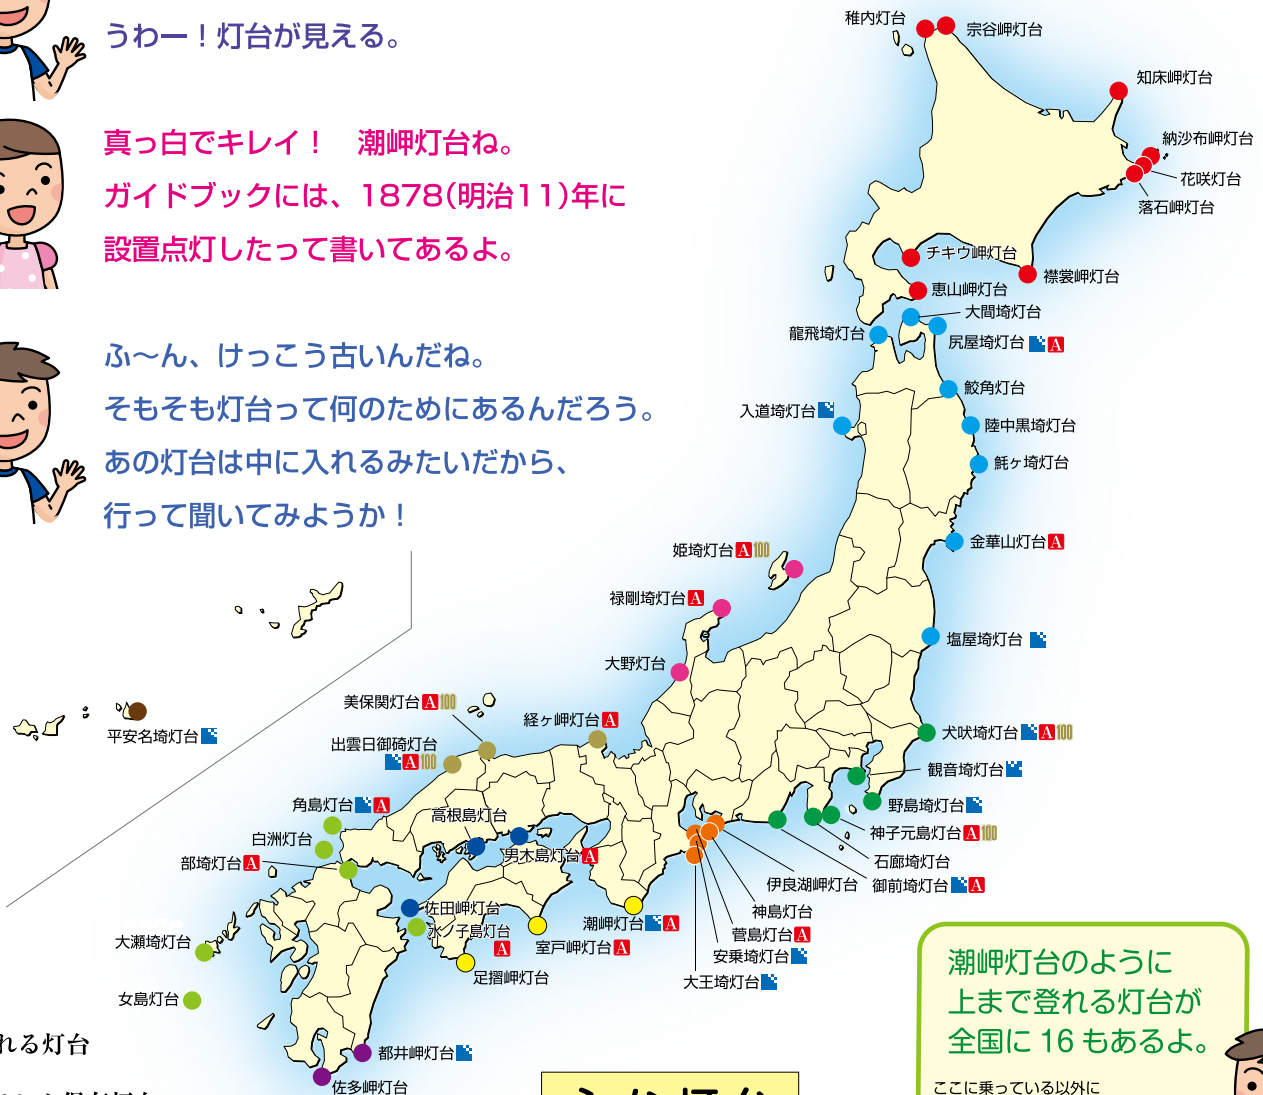 うわー！灯台が見える。
真っ白でキレイ！　潮岬灯台ね。
ガイドブックには、1878(明治11)年に
設置点灯したって書いてあるよ。
ふ～ん、けっこう古いんだね。
そもそも灯台って何のためにあるんだろう。
あの灯台は中に入れるみたいだから、
行って聞いてみようか！
稚内灯台
宗谷岬灯台
知床岬灯台
納沙布岬灯台
花咲灯台
落石岬灯台
チキウ岬灯台
襟裳岬灯台
恵山岬灯台
大間埼灯台
龍飛埼灯台
尻屋埼灯台 A
鮫角灯台
入道埼灯台
陸中黒埼灯台
魹ヶ埼灯台
金華山灯台 A
姫埼灯台 A 100
禄剛埼灯台 A
塩屋埼灯台
大野灯台
美保関灯台 A 100
経ヶ岬灯台 A
平安名埼灯台
出雲日御碕灯台
A 100
犬吠埼灯台 A 100
観音埼灯台
角島灯台 A
高根島灯台
野島埼灯台
白洲灯台
神子元島灯台 A 100
部埼灯台 A
男木島灯台 A
石廊埼灯台
伊良湖岬灯台
御前埼灯台 A
佐田岬灯台
神島灯台
潮岬灯台 A
水ノ子島灯台
A
菅島灯台 A
大瀬埼灯台
室戸岬灯台 A
安乗埼灯台
足摺岬灯台
大王埼灯台
女島灯台
都井岬灯台
佐多岬灯台
れる灯台
潮岬灯台のように
上まで登れる灯台が
全国に 16 もあるよ。
ここに乗っている以外に